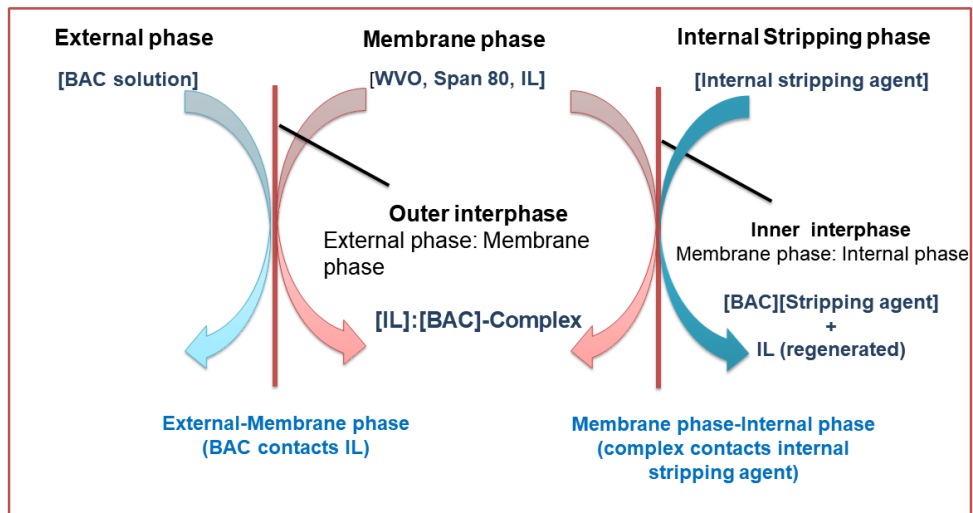 External phase
Membrane phase
Internal Stripping phase
[BAC solution]
[WVO, Span 80, IL]
[Internal stripping agent]
Outer interphase
External phase: Membrane
phase
Inner interphase
Membrane phase: Internal phase
[IL]:[BAC]-Complex
[BAC][Stripping agent]
+
IL (regenerated)
External-Membrane phase
(BAC contacts IL)
Membrane phase-Internal phase
(complex contacts internal
stripping agent)